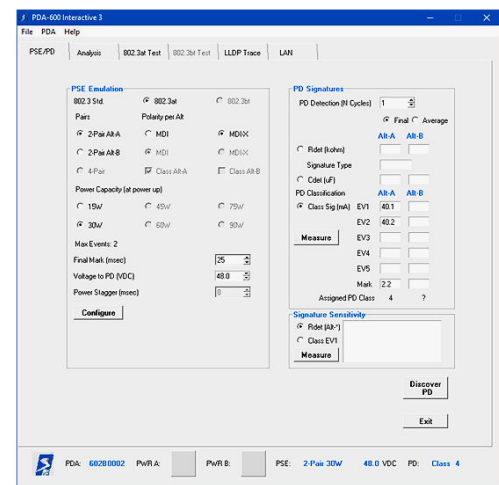 PDA-600 Interactive 3
File PDA Help
PSE/PD Analysis 802.3at Test 802.3bt Test LLDP Trace LAN
PSE Emulation
802.3 Std. 802.3at 802.3bt
Pairs Polarity per Alt
2-Pair Alt-A MDI MDI-X
2-Pair Alt-B MDI MDI-X
4-Pair Class Alt-A Class Alt-B
Power Capacity (at power up)
15W 45W 75W
30W 60W 90W
Max Events: 2
Final Mark (msec) 25
Voltage to PD (VDC) 48.0
Power Stagger (msec) 0
Configure
PD Signatures
PD Detection (N Cycles) 1
Final Average
Alt-A Alt-B
Rdet (kohm)
Signature Type
Cdet (uF)
PD Classification Alt-A Alt-B
Class Sig (mA) EV1 40.1
EV2 40.2
Measure EV3
EV4
EV5
Mark 2.2
Assigned PD Class 4 ?
Signature Sensitivity
Rdet (Alt-*)
Class EV1
Measure
Discover
PD
Exit
PDA: 60280002 PWR A: PWR B: PSE: 2-Pair 30W 48.0 VDC PD: Class 4